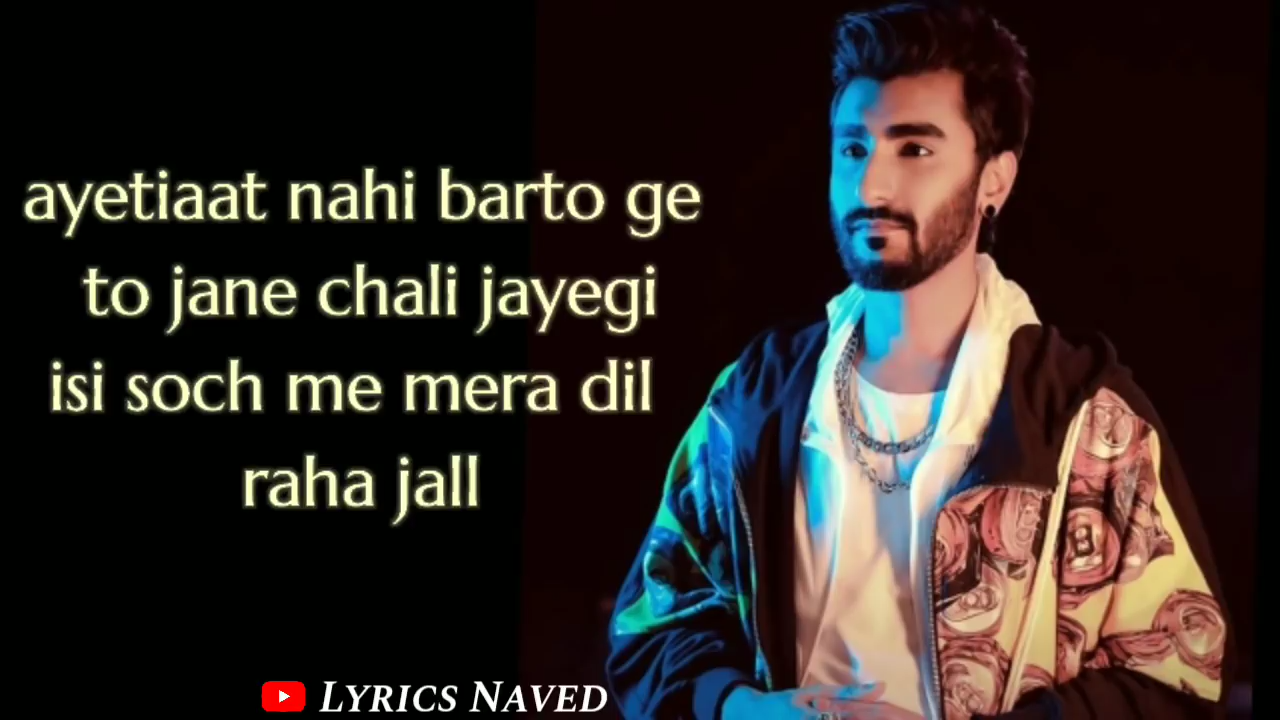 ayetiaat nahi barto ge
to jane chali jayegi
isi soch me mera dil
raha jall
LYRICS NAVED